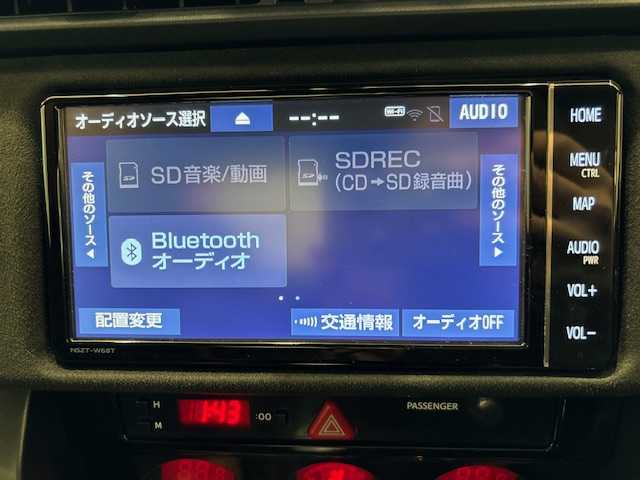 オーディオソース選択
--:--
Wi-Fi
AUDIO
その他のソース
SD音楽/動画
SDREC
(CD➡SD録音曲)
その他のソース
Bluetooth
オーディオ
配置変更
交通情報
オーディオOFF
NSZT-W68T
HOME
MENU
CTRL
MAP
AUDIO
PWR
VOL+
VOL−
H
M
:00
PASSENGER